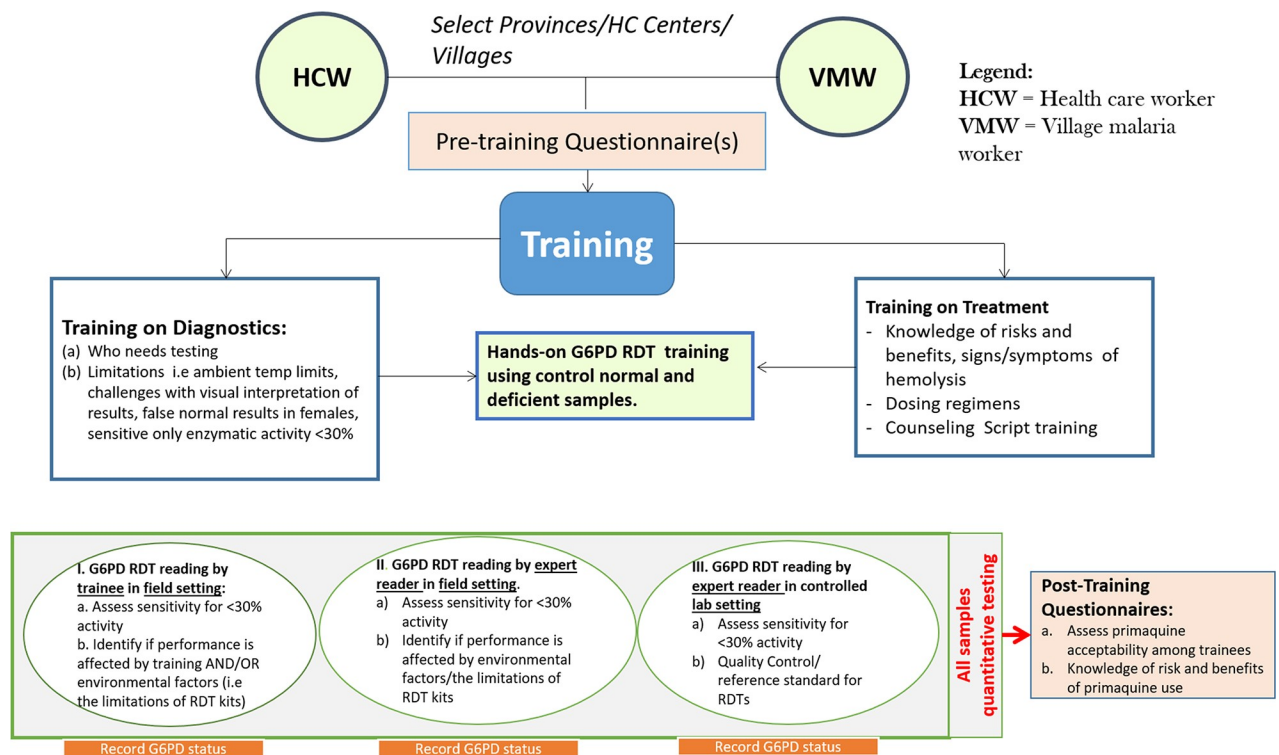 HCW
Select Provinces/HC Centers/
Villages
VMW
Legend:
HCW = Health care worker
VMW = Village malaria
worker
Pre-training Questionnaire(s)
Training
Training on Diagnostics:
(a) Who needs testing
(b) Limitations i.e ambient temp limits,
challenges with visual interpretation of
results, false normal results in females,
sensitive only enzymatic activity <30%
Hands-on G6PD RDT training
using control normal and
deficient samples.
Training on Treatment
- Knowledge of risks and
benefits, signs/symptoms of
hemolysis
- Dosing regimens
- Counseling Script training
I. G6PD RDT reading by
trainee in field setting:
a. Assess sensitivity for <30%
activity
b. Identify if performance is
affected by training AND/OR
environmental factors (i.e
the limitations of RDT kits)
Record G6PD status
II. G6PD RDT reading by expert
reader in field setting.
a) Assess sensitivity for <30%
activity
b) Identify if performance is
affected by environmental
factors/the limitations of
RDT kits
Record G6PD status
III. G6PD RDT reading by
expert reader in controlled
lab setting
a) Assess sensitivity for
<30% activity
b) Quality Control/
reference standard for
RDTs
Record G6PD status
All samples
quantitative testing
Post-Training
Questionnaires:
a. Assess primaquine
acceptability among trainees
b. Knowledge of risk and benefits
of primaquine use